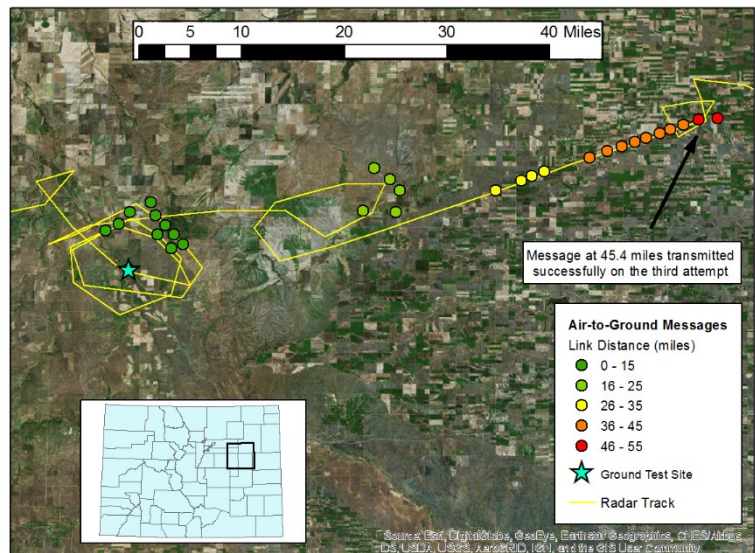 0 10 20 30 40 Miles
Message at 45.4 miles transmitted
successfully on the third attempt
Air-to-Ground Messages
Link Distance (miles)
0 - 15
16 - 25
26 - 35
36 - 45
46 - 55
Ground Test Site
Radar Track
Source: Esri, DigitalGlobe, GeoEye, Earthstar Geographics, CNES/Airbus
DS, USDA, USGS, AeroGRID, IGN, and the GIS User Community